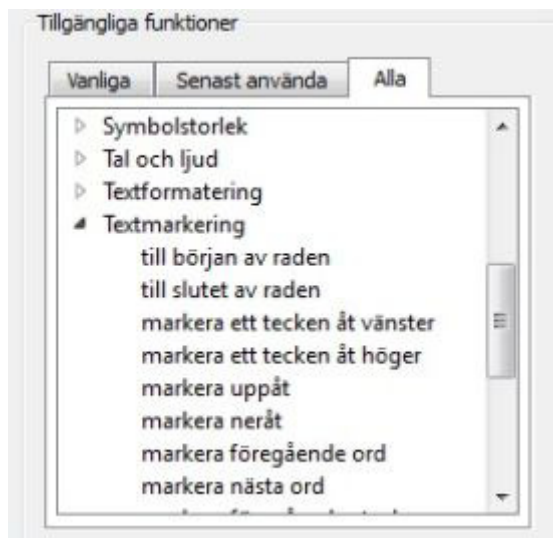 Tillgängliga funktioner
Vanliga Senast använda Alla
Symbolstorlek
Tal och ljud
Textformatering
Textmarkering
till början av raden
till slutet av raden
markera ett tecken åt vänster
markera ett tecken åt höger
markera uppåt
markera neråt
markera föregående ord
markera nästa ord